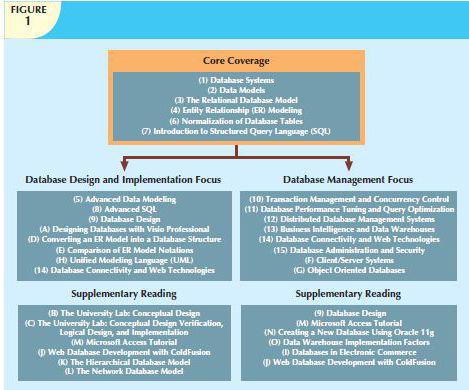 FIGURE
1
Core Coverage
(1) Database Systems
(2) Data Models
(3) The Relational Database Model
(4) Entity Relationship (ER) Modeling
(6) Normalization of Database Tables
(7) Introduction to Structured Query Language (SQL)
Database Design and Implementation Focus
(5) Advanced Data Modeling
(8) Advanced SQL
(9) Database Design
(A) Designing Databases with Visio Professional
(D) Converting an ER Model into a Database Structure
(E) Comparison of ER Model Notations
(H) Unified Modeling Language (UML)
(14) Database Connectivity and Web Technologies
Database Management Focus
(10) Transaction Management and Concurrency Control
(11) Database Performance Tuning and Query Optimization
(12) Distributed Database Management Systems
(13) Business Intelligence and Data Warehouses
(14) Database Connectivity and Web Technologies
(15) Database Administration and Security
(F) Client/Server Systems
(G) Object Oriented Databases
Supplementary Reading
(B) The University Lab: Conceptual Design
(C) The University Lab: Conceptual Design Verification,
Logical Design, and Implementation
(M) Microsoft Access Tutorial
(J) Web Database Development with ColdFusion
(K) The Hierarchical Database Model
(L) The Network Database Model
Supplementary Reading
(9) Database Design
(M) Microsoft Access Tutorial
(N) Creating a New Database Using Oracle 11g
(O) Data Warehouse Implementation Factors
(I) Databases in Electronic Commerce
(J) Web Database Development with ColdFusion